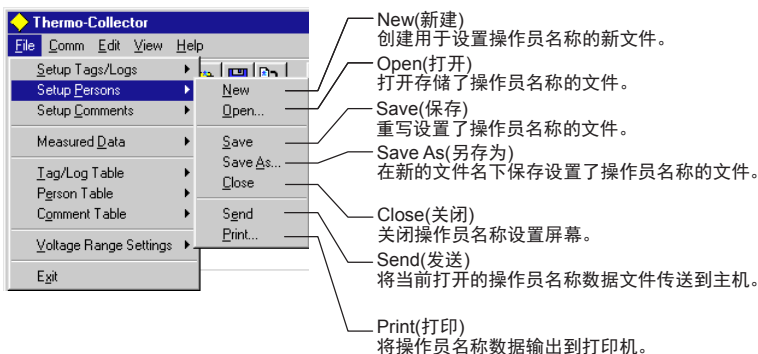 Thermo-Collector
File Comm Edit View Help
Setup Tags/Logs
Setup Persons
Setup Comments
Measured Data
Tag/Log Table
Person Table
Comment Table
Voltage Range Settings
Exit
New
Open...
Save
Save As...
Close
Send
Print...
New(新建)
创建用于设置操作员名称的新文件。
Open(打开)
打开存储了操作员名称的文件。
Save(保存)
重写设置了操作员名称的文件。
Save As(另存为)
在新的文件名下保存设置了操作员名称的文件。
Close(关闭)
关闭操作员名称设置屏幕。
Send(发送)
将当前打开的操作员名称数据文件传送到主机。
Print(打印)
将操作员名称数据输出到打印机。